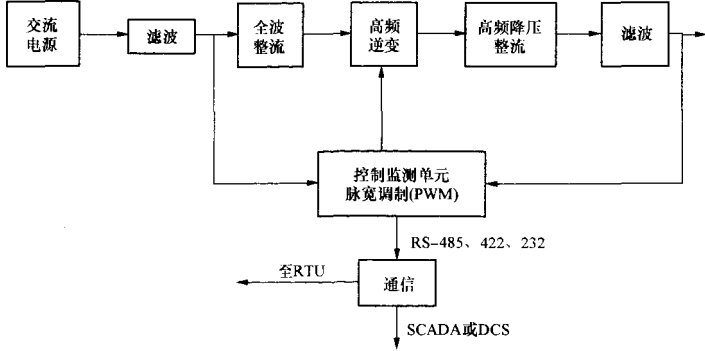 交流
电源
滤波
全波
整流
高频
逆变
高频降压
整流
滤波
控制监测单元
脉宽调制(PWM)
RS-485、422、232
至RTU
通信
SCADA或DCS